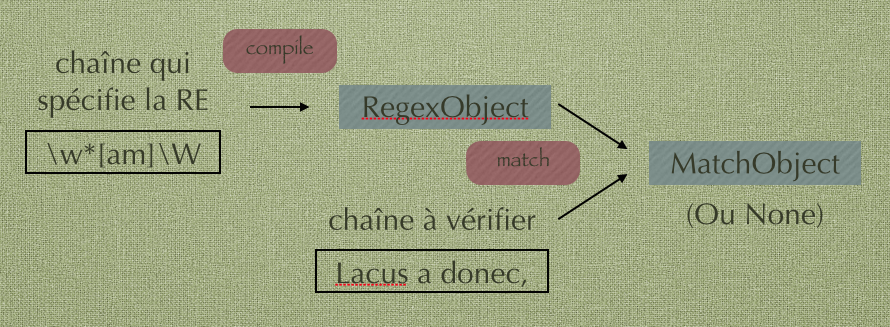 chaîne qui
spécifie la RE
\w*[am]\W
compile
RegexObject
match
chaîne à vérifier
Lacus a donec,
MatchObject
(Ou None)